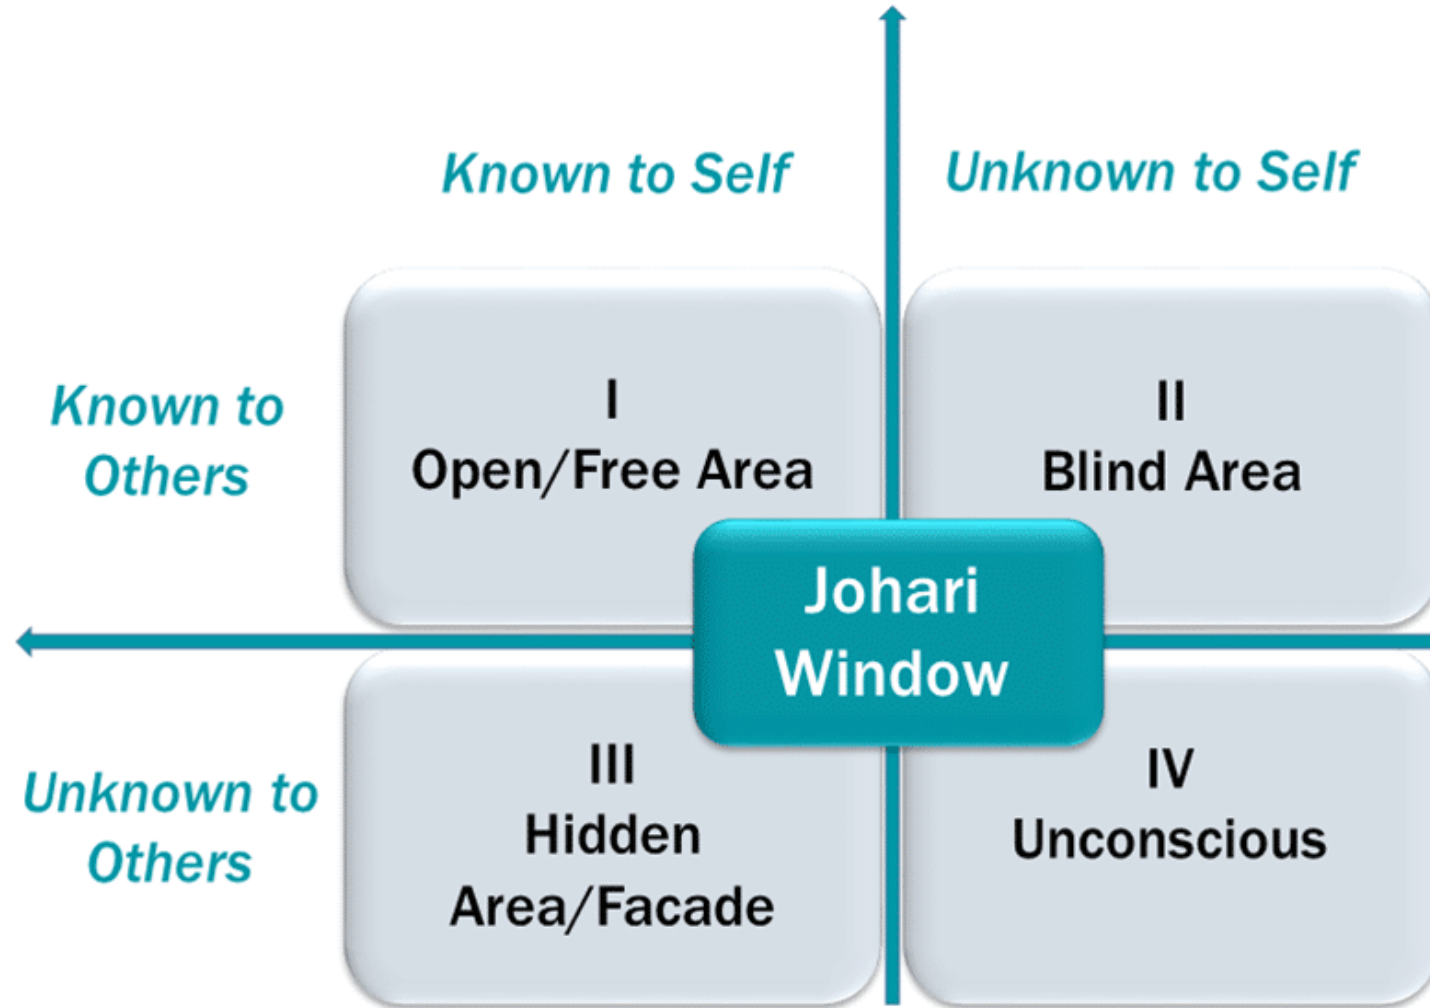 Known to Self
Unknown to Self
Known to
Others
I
Open/Free Area
II
Blind Area
Johari
Window
Unknown to
Others
III
Hidden
Area/Facade
IV
Unconscious